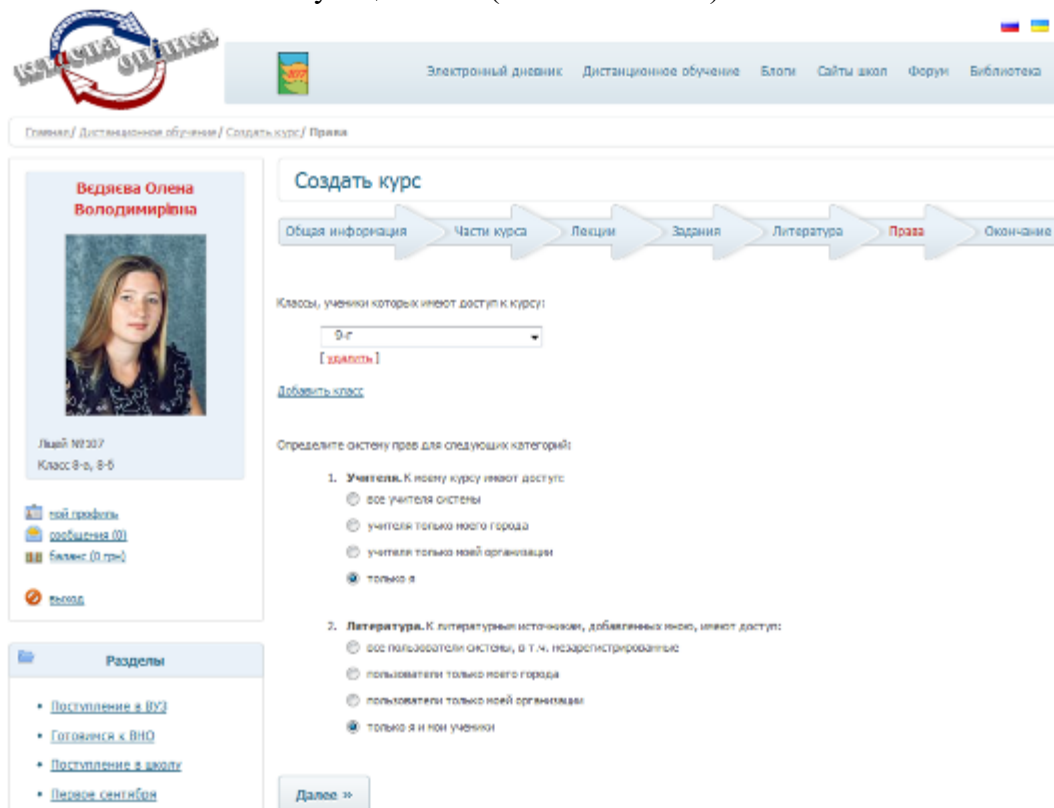 класна оцінка
107
Электронный дневник Дистанционное обучение Блоги Сайты школ Форум Библиотека
Главная/ Дистанционное обучение/ Создать курс/ Права
Вєдяєва Олена
Володимирівна
Ліцей №107
Класс 8-а, 8-б
мой профиль
сообщения (0)
баланс (0 грн)
выход
Разделы
Поступление в ВУЗ
Готовимся к ВНО
Поступление в школу
Первое сентября
Создать курс
Общая информация Части курса Лекции Задания Литература Права Окончание
Классы, ученики которых имеют доступ к курсу:
9-г
[ удалить ]
Добавить класс
Определите систему прав для следующих категорий:
1. Учителя. К моему курсу имеют доступ:
все учителя системы
учителя только моего города
учителя только моей организации
только я
2. Литература. К литературным источникам, добавленных мною, имеют доступ:
все пользователи системы, в т.ч. незарегистрированные
пользователи только моего города
пользователи только моей организации
только я и мои ученики
Далее »